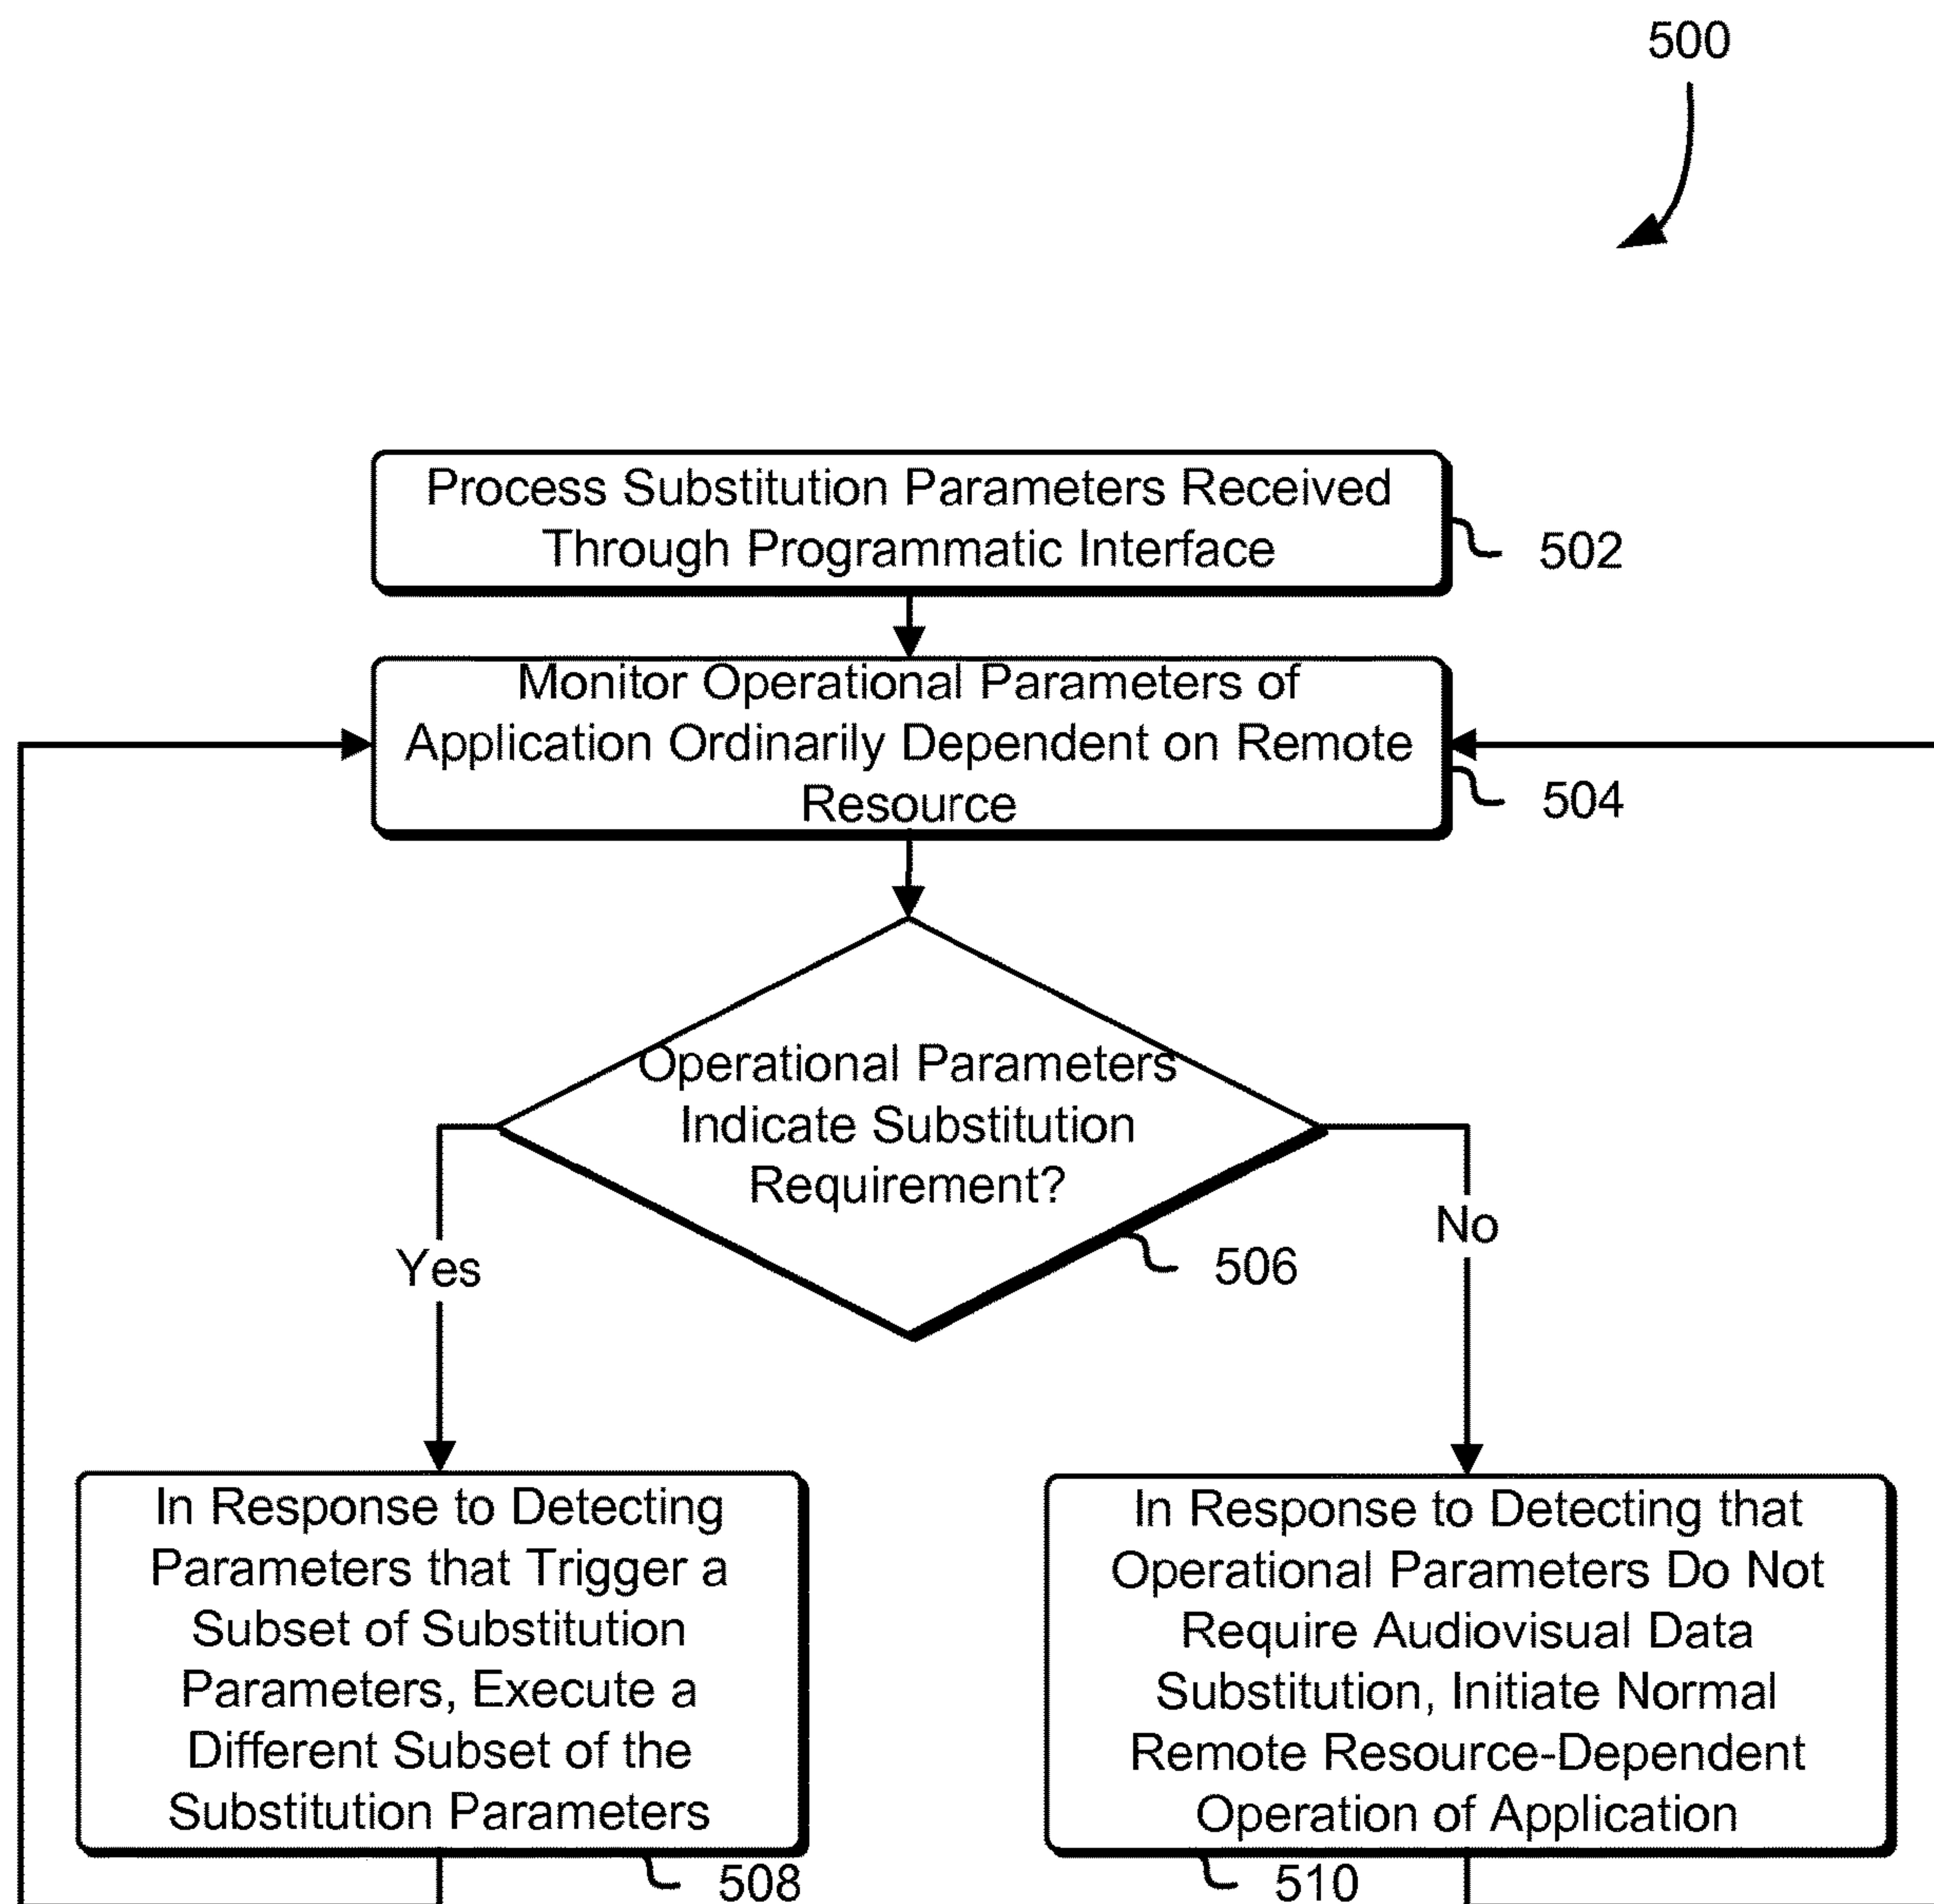 500
Process Substitution Parameters Received
Through Programmatic Interface
502
Monitor Operational Parameters of
Application Ordinarily Dependent on Remote
Resource
504
Operational Parameters
Indicate Substitution
Requirement?
506
Yes
No
In Response to Detecting
Parameters that Trigger a
Subset of Substitution
Parameters, Execute a
Different Subset of the
Substitution Parameters
508
In Response to Detecting that
Operational Parameters Do Not
Require Audiovisual Data
Substitution, Initiate Normal
Remote Resource-Dependent
Operation of Application
510